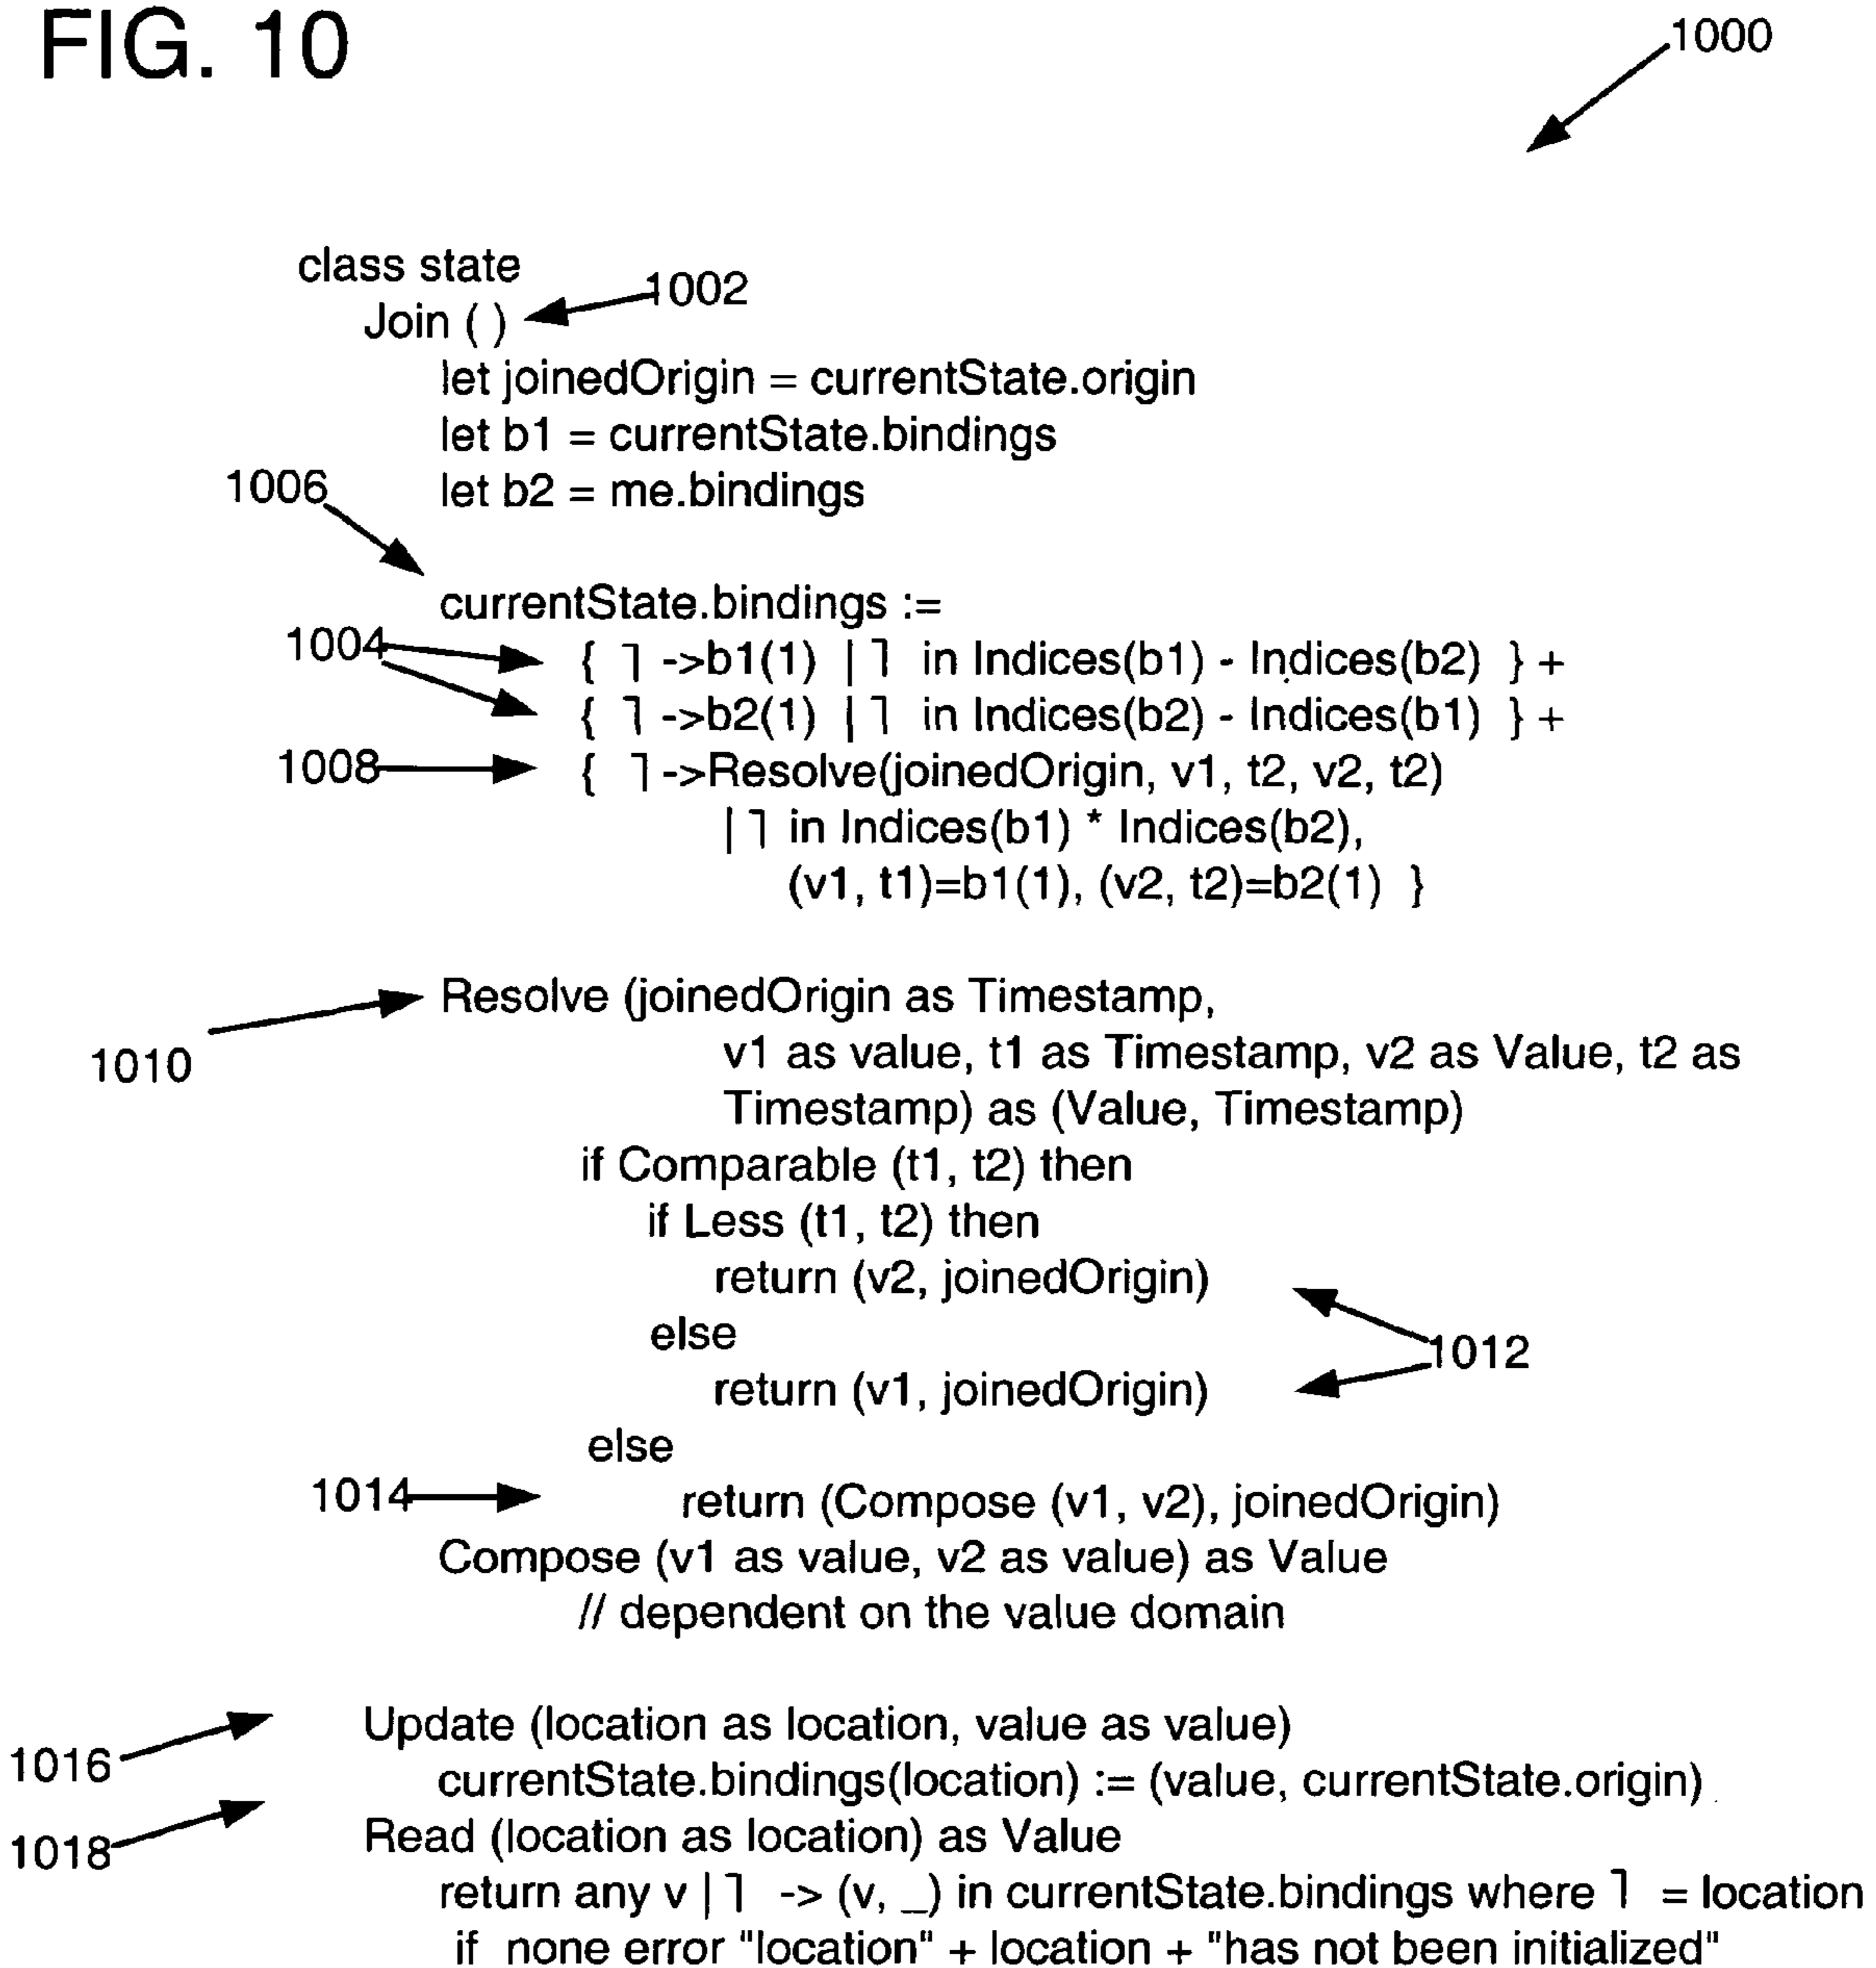 FIG. 10
1000
class state
Join ( )
1002
let joinedOrigin = currentState.origin
let b1 = currentState.bindings
1006
let b2 = me.bindings
currentState.bindings :=
1004
{ ˥ ->b1(1) | ˥ in Indices(b1) - Indices(b2) } +
{ ˥ ->b2(1) | ˥ in Indices(b2) - Indices(b1) } +
1008
{ ˥ ->Resolve(joinedOrigin, v1, t2, v2, t2)
| ˥ in Indices(b1) * Indices(b2),
(v1, t1)=b1(1), (v2, t2)=b2(1) }
1010
Resolve (joinedOrigin as Timestamp,
v1 as value, t1 as Timestamp, v2 as Value, t2 as
Timestamp) as (Value, Timestamp)
if Comparable (t1, t2) then
if Less (t1, t2) then
return (v2, joinedOrigin)
else
1012
return (v1, joinedOrigin)
else
1014
return (Compose (v1, v2), joinedOrigin)
Compose (v1 as value, v2 as value) as Value
// dependent on the value domain
1016
Update (location as location, value as value)
currentState.bindings(location) := (value, currentState.origin)
1018
Read (location as location) as Value
return any v | ˥ -> (v, _) in currentState.bindings where ˥ = location
if none error "location" + location + "has not been initialized"